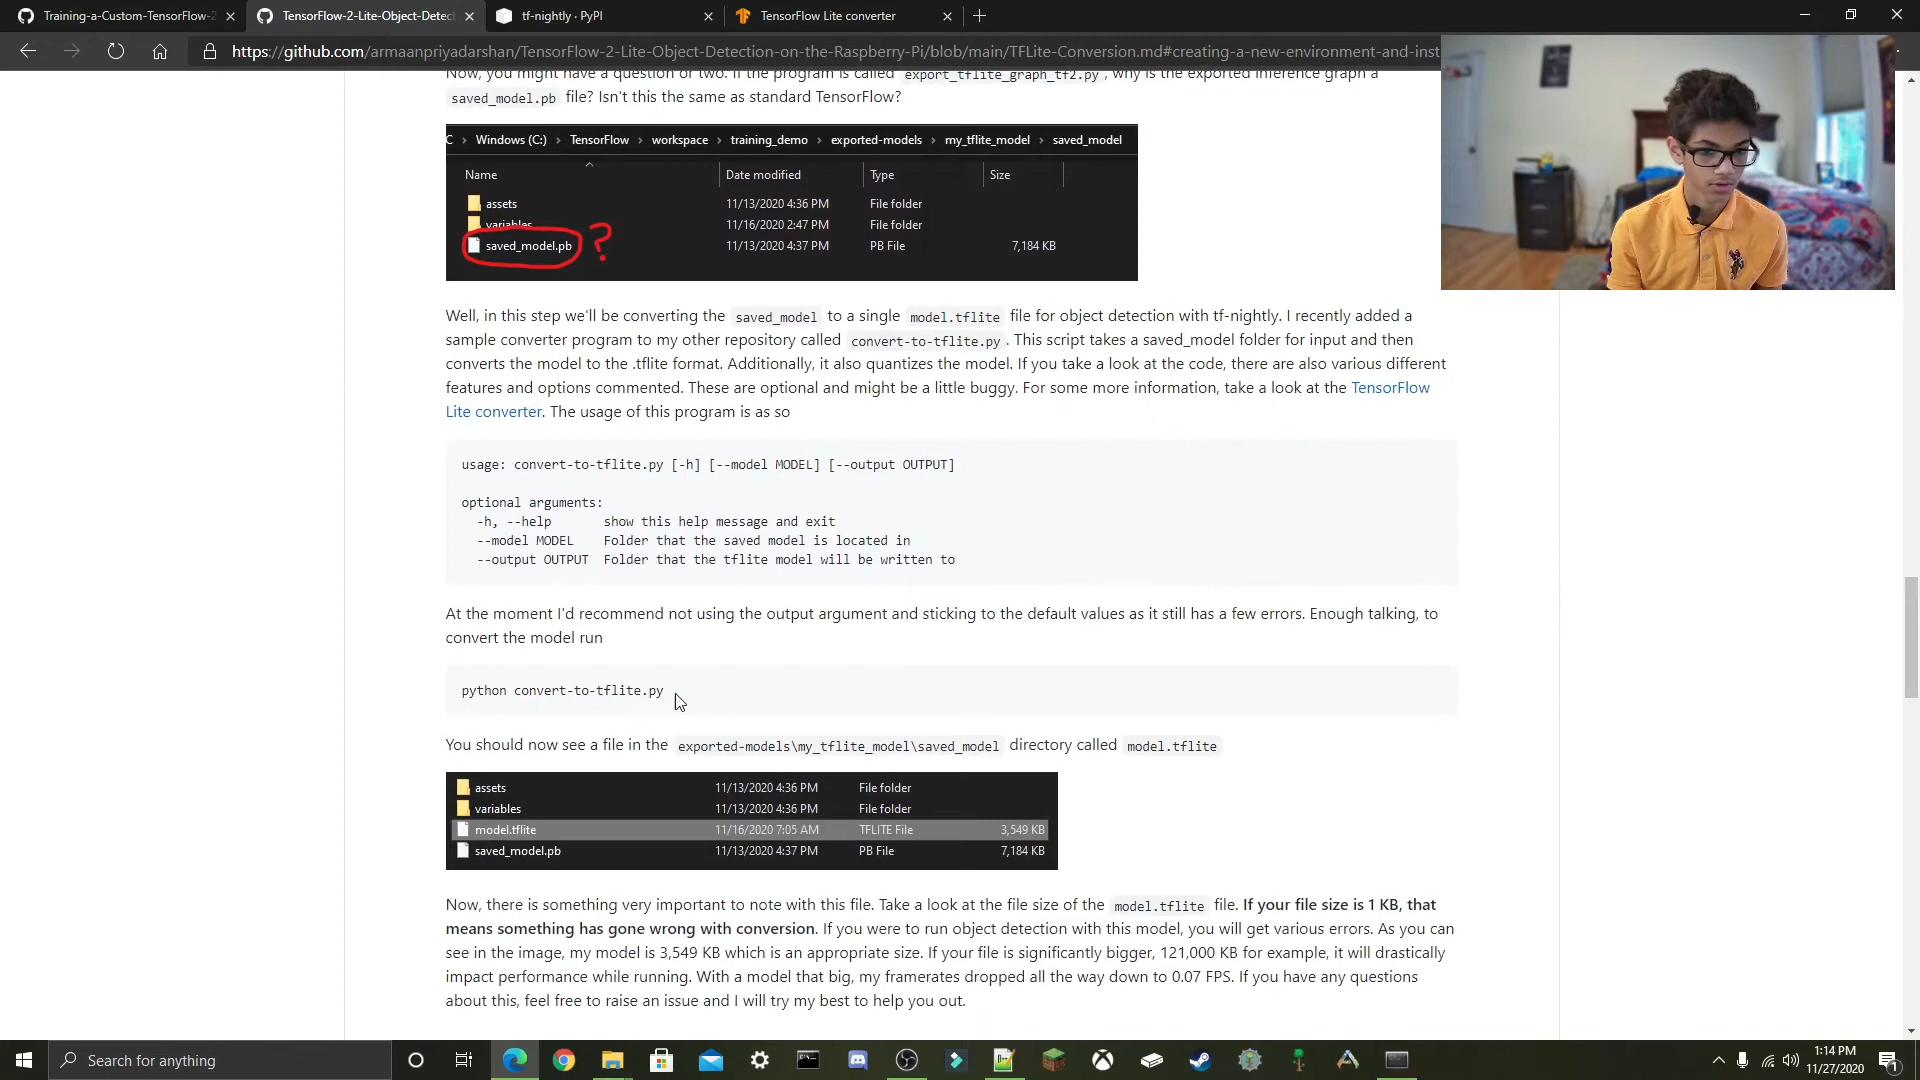 Training-a-Custom-TensorFlow-2
TensorFlow-2-Lite-Object-Detec
tf-nightly · PyPI
TensorFlow Lite converter
https://github.com/armaanpriyadarshan/TensorFlow-2-Lite-Object-Detection-on-the-Raspberry-Pi/blob/main/TFLite-Conversion.md#creating-a-new-environment-and-inst
Now, you might have a question or two. If the program is called export_tflite_graph_tf2.py, why is the exported inference graph a
saved_model.pb file? Isn't this the same as standard TensorFlow?
C > Windows (C:) > TensorFlow > workspace > training_demo > exported-models > my_tflite_model > saved_model
Name Date modified Type Size
assets 11/13/2020 4:36 PM File folder
variables 11/16/2020 2:47 PM File folder
saved_model.pb ? 11/13/2020 4:37 PM PB File 7,184 KB
Well, in this step we'll be converting the saved_model to a single model.tflite file for object detection with tf-nightly. I recently added a
sample converter program to my other repository called convert-to-tflite.py. This script takes a saved_model folder for input and then
converts the model to the .tflite format. Additionally, it also quantizes the model. If you take a look at the code, there are also various different
features and options commented. These are optional and might be a little buggy. For some more information, take a look at the TensorFlow
Lite converter. The usage of this program is as so
usage: convert-to-tflite.py [-h] [--model MODEL] [--output OUTPUT]
optional arguments:
-h, --help show this help message and exit
--model MODEL Folder that the saved model is located in
--output OUTPUT Folder that the tflite model will be written to
At the moment I'd recommend not using the output argument and sticking to the default values as it still has a few errors. Enough talking, to
convert the model run
python convert-to-tflite.py
You should now see a file in the exported-models\my_tflite_model\saved_model directory called model.tflite
assets 11/13/2020 4:36 PM File folder
variables 11/13/2020 4:36 PM File folder
model.tflite 11/16/2020 7:05 AM TFLITE File 3,549 KB
saved_model.pb 11/13/2020 4:37 PM PB File 7,184 KB
Now, there is something very important to note with this file. Take a look at the file size of the model.tflite file. If your file size is 1 KB, that
means something has gone wrong with conversion. If you were to run object detection with this model, you will get various errors. As you can
see in the image, my model is 3,549 KB which is an appropriate size. If your file is significantly bigger, 121,000 KB for example, it will drastically
impact performance while running. With a model that big, my framerates dropped all the way down to 0.07 FPS. If you have any questions
about this, feel free to raise an issue and I will try my best to help you out.
Search for anything
1:14 PM
11/27/2020
1